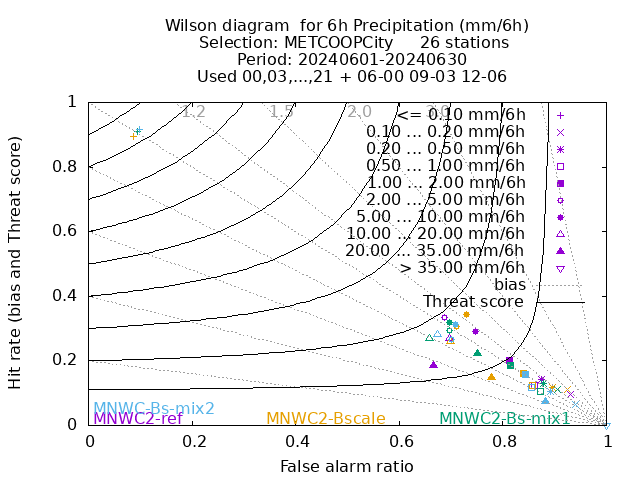 Wilson diagram  for 6h Precipitation (mm/6h)
Selection: METCOOPCity     26 stations
Period: 20240601-20240630
Used 00,03,...,21 + 06-00 09-03 12-06
Hit rate (bias and Threat score)
1
0.8
0.6
0.4
0.2
0
1.2
1.5
2.0
3.0
<= 0.10 mm/6h
0.10 ... 0.20 mm/6h
0.20 ... 0.50 mm/6h
0.50 ... 1.00 mm/6h
1.00 ... 2.00 mm/6h
2.00 ... 5.00 mm/6h
5.00 ... 10.00 mm/6h
10.00 ... 20.00 mm/6h
20.00 ... 35.00 mm/6h
> 35.00 mm/6h
bias
Threat score
MNWC-Bs-mix2
MNWC2-ref
MNWC2-Bscale
MNWC2-Bs-mix1
0
0.2
0.4
0.6
0.8
1
False alarm ratio